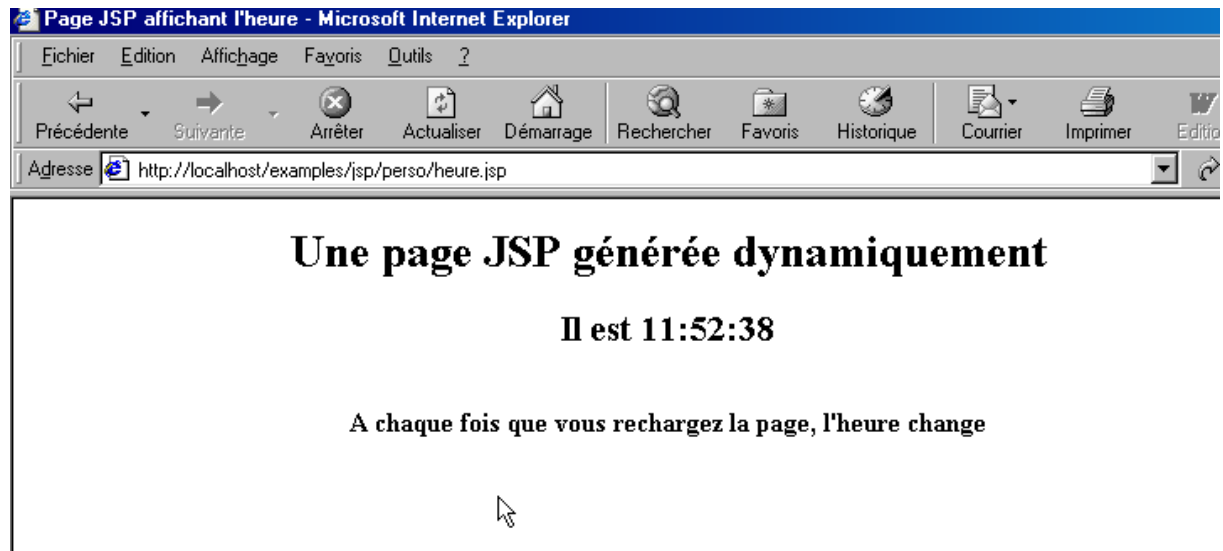 Page JSP affichant l'heure - Microsoft Internet Explorer
Fichier Edition Affichage Favoris Outils ?
Précédente Suivante Arrêter Actualiser Démarrage Rechercher Favoris Historique Courrier Imprimer
Adresse http://localhost/examples/jsp/perso/heure.jsp
Une page JSP générée dynamiquement
Il est 11:52:38
A chaque fois que vous rechargez la page, l'heure change